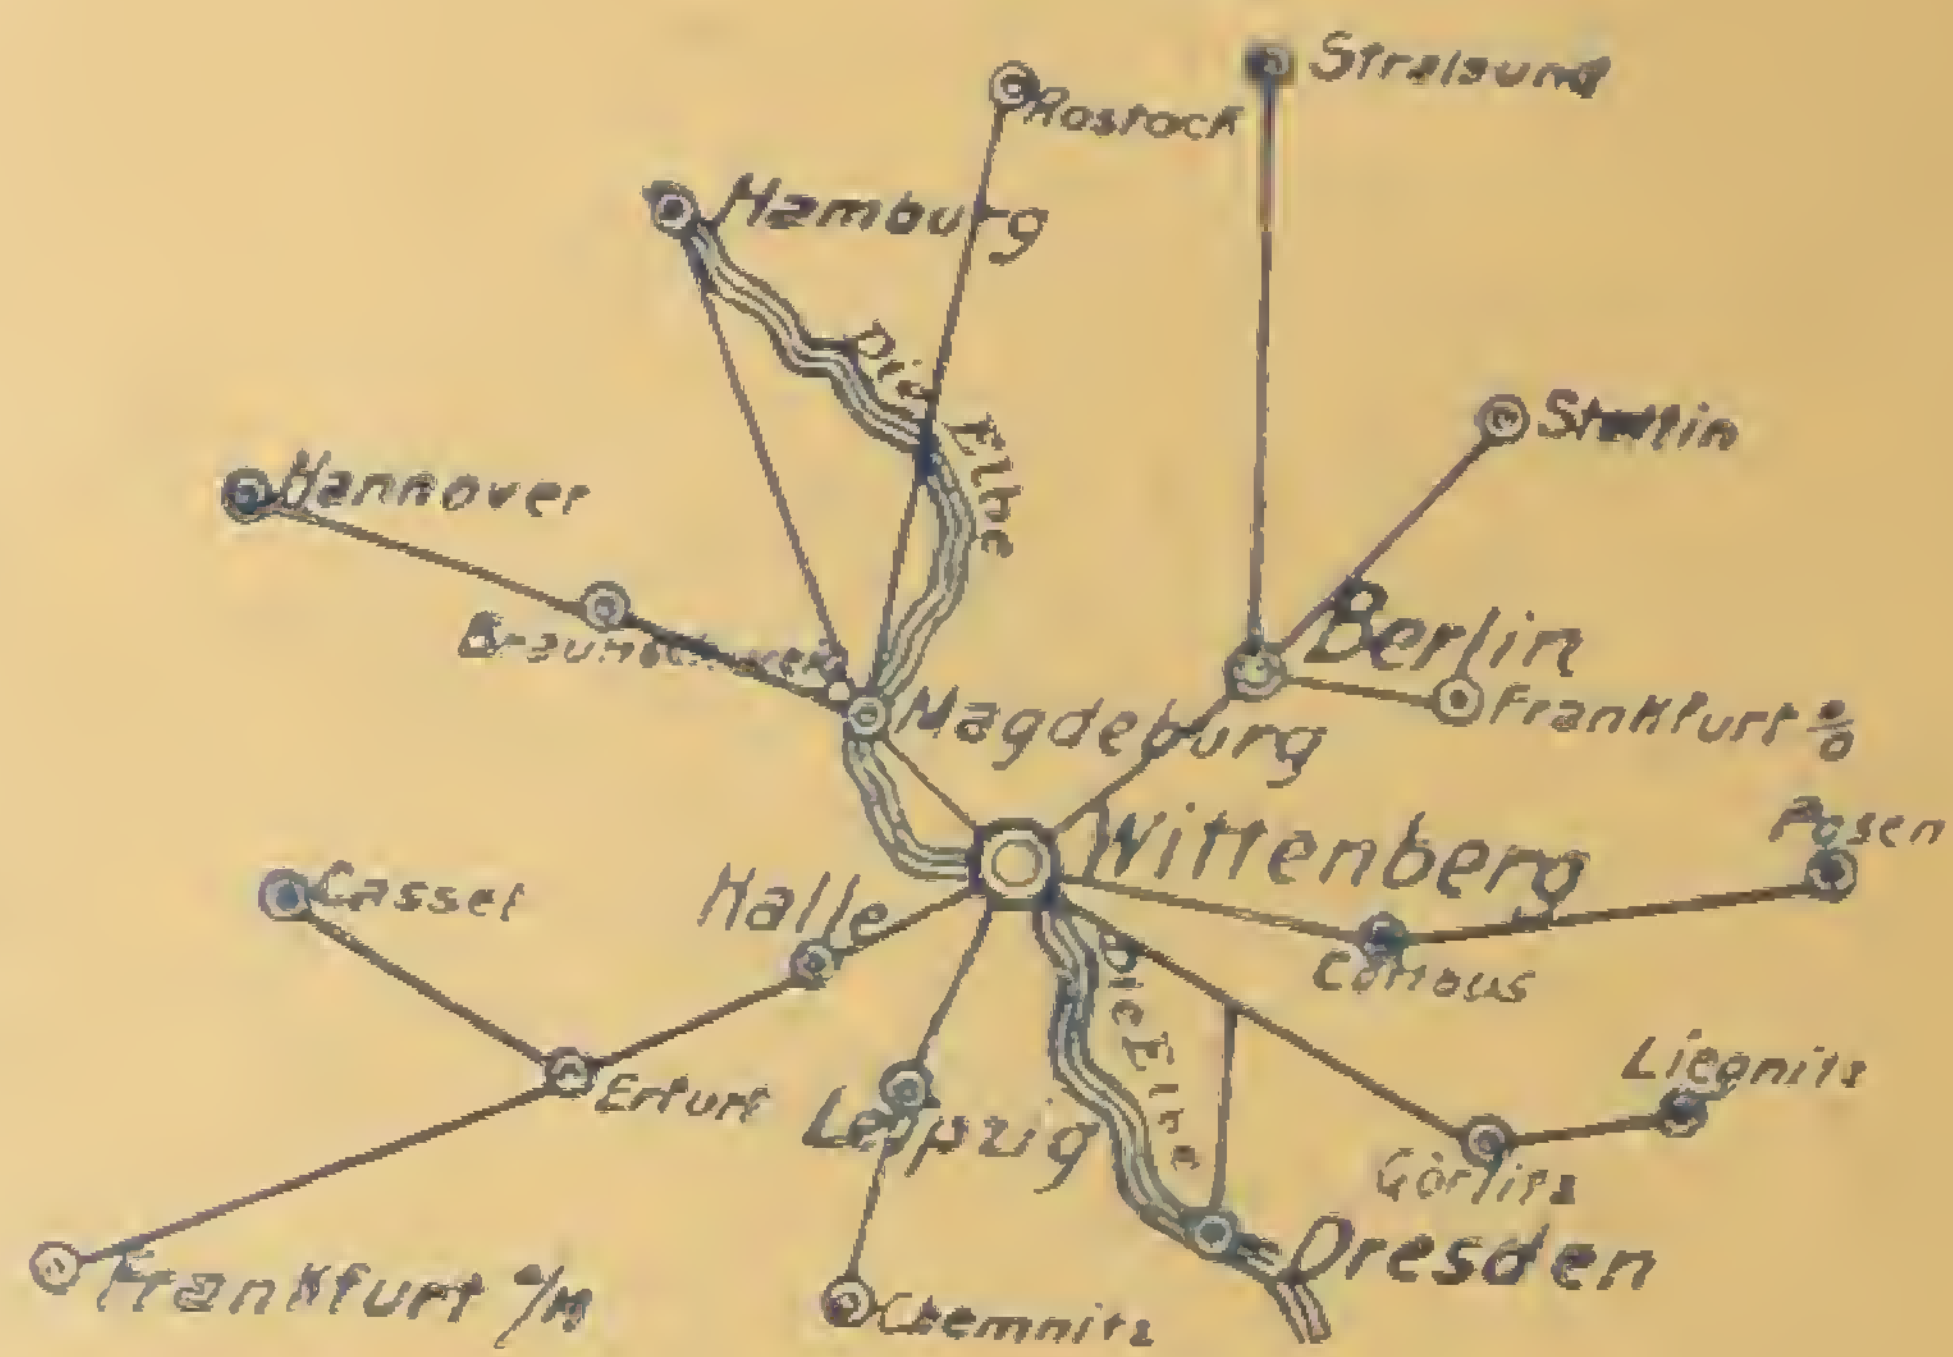 Stralsund
Rostock
Hamburg
Die Elbe
Stettin
Hannover
Braunschweig
Berlin
Magdeburg
Frankfurt a/O
Wittenberg
Posen
Cassel
Halle
Cottbus
Die Elbe
Liegnitz
Erfurt
Leipzig
Görlitz
Dresden
Frankfurt a/M
Chemnitz